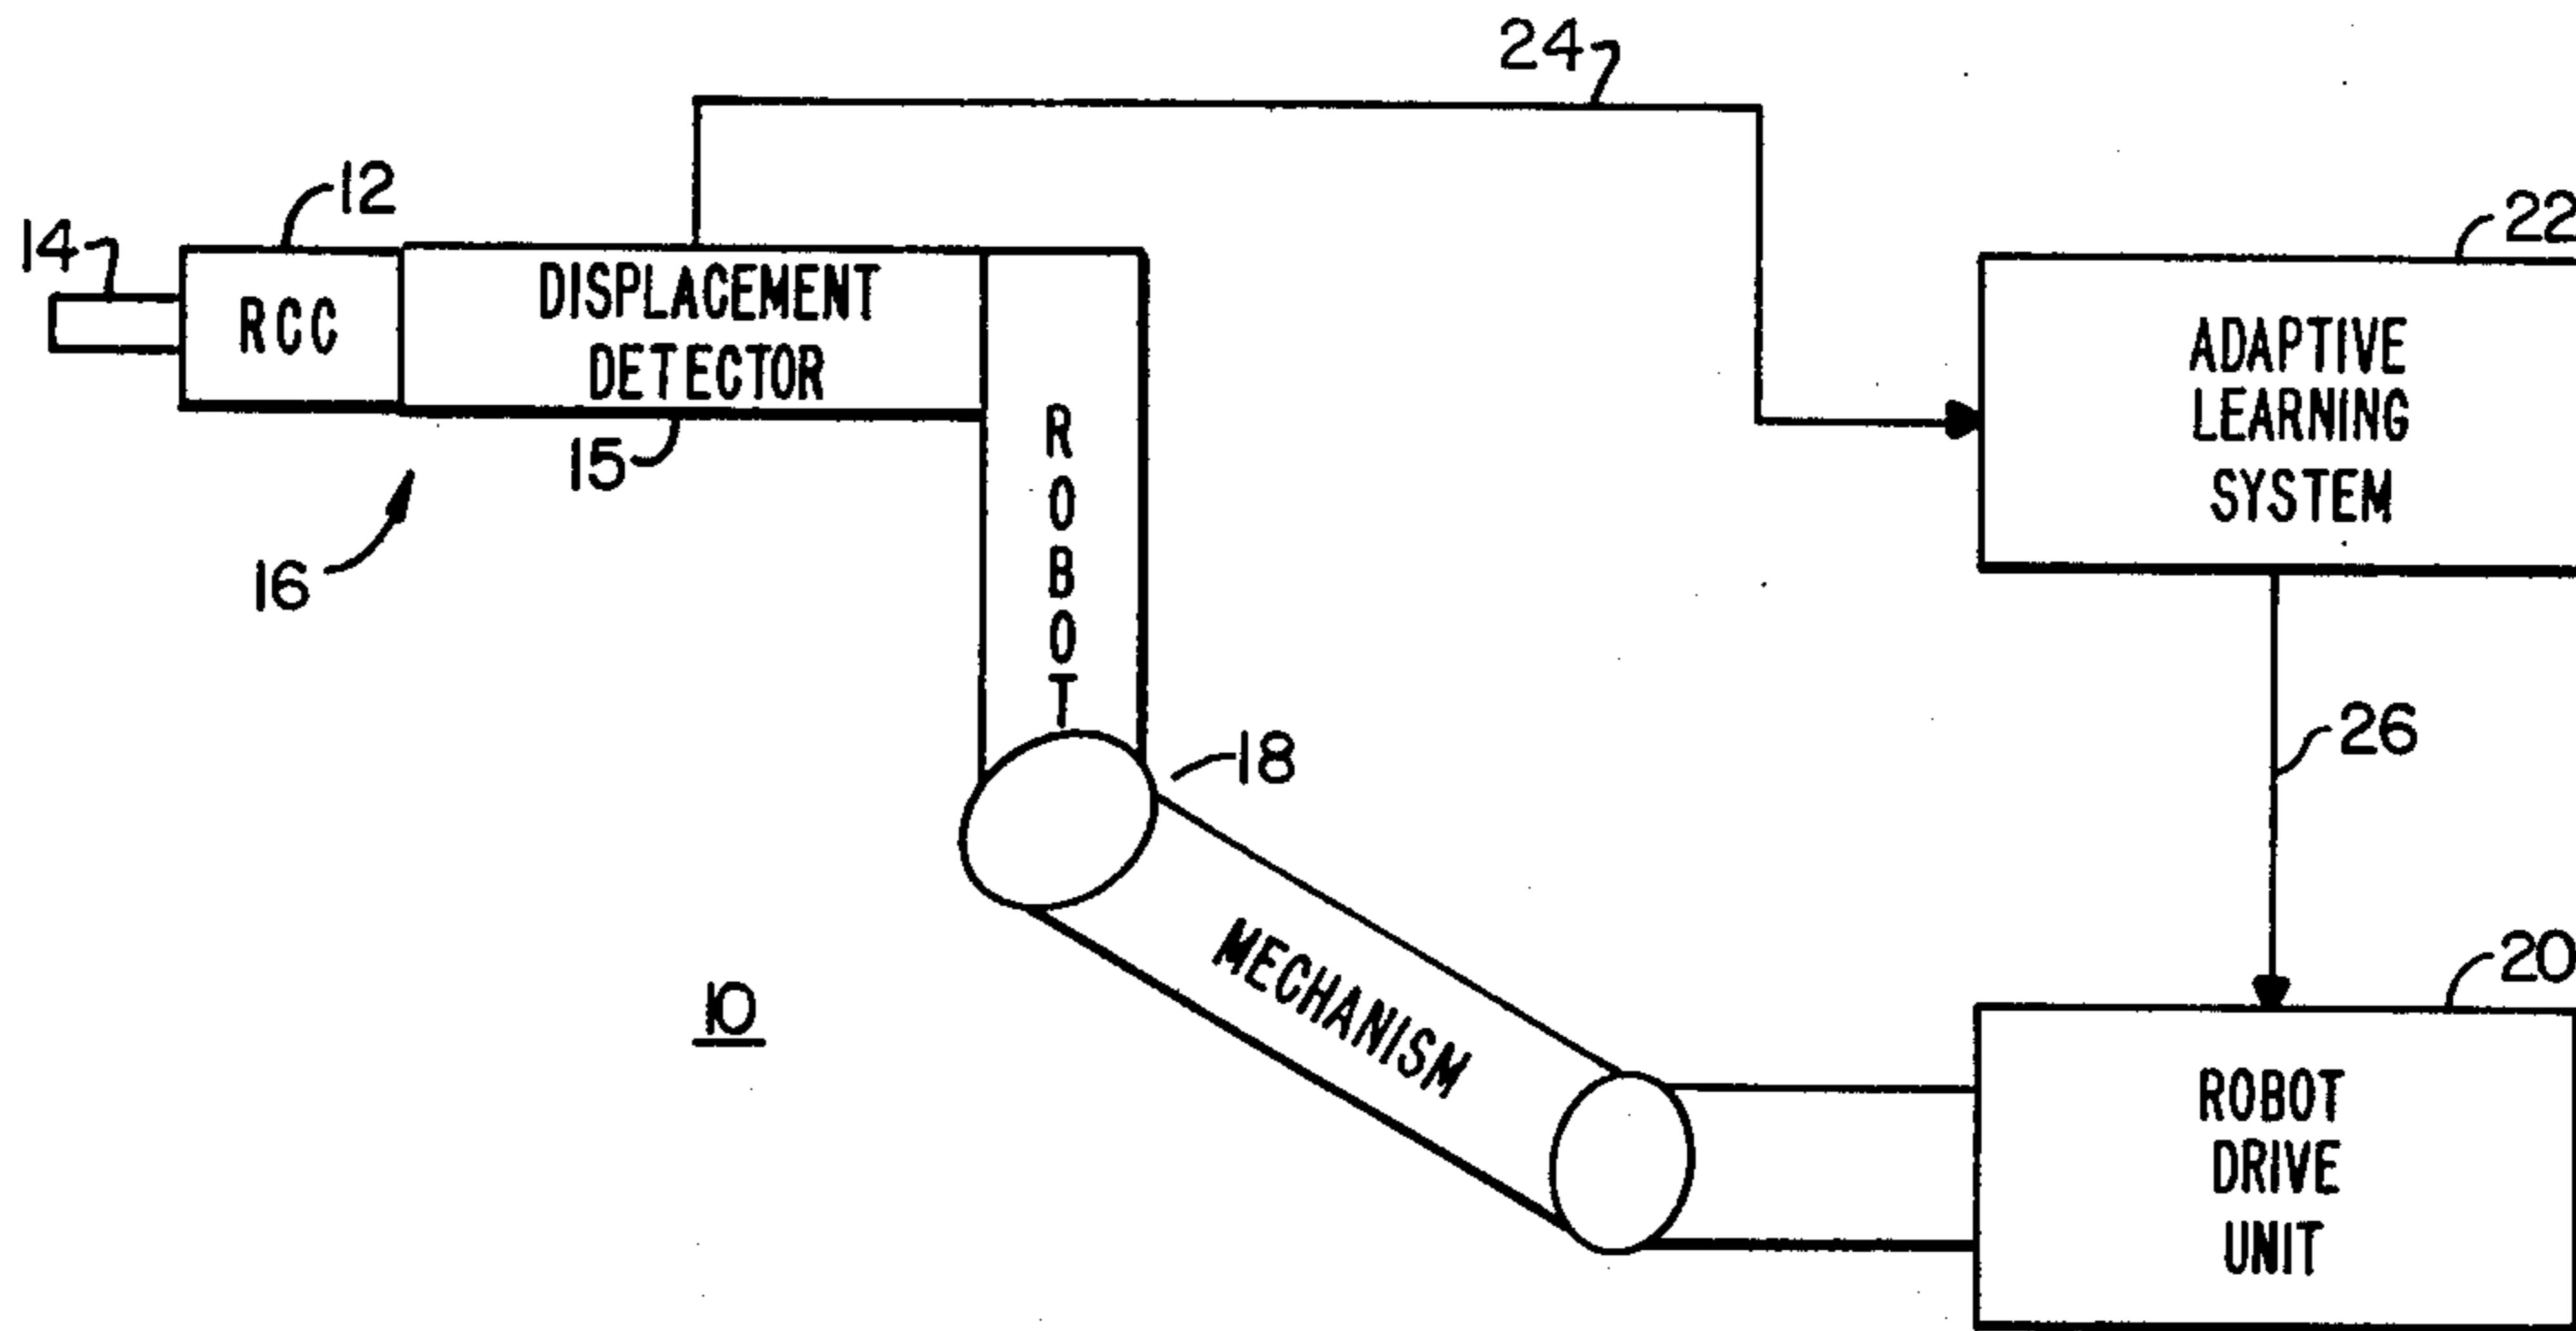 24
12
22
14
RCC
DISPLACEMENT
DETECTOR
ADAPTIVE
LEARNING
SYSTEM
15
16
ROBOT
18
26
MECHANISM
10
20
ROBOT
DRIVE
UNIT